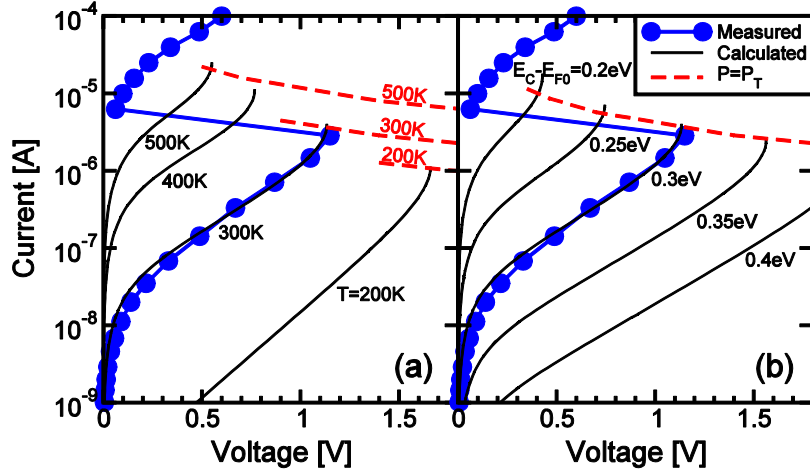 Current [A]
10⁻⁴
10⁻⁵
10⁻⁶
10⁻⁷
10⁻⁸
10⁻⁹
500K
400K
300K
T=200K
500K
300K
200K
(a)
0
0.5
1
1.5
Voltage [V]
Measured
Calculated
P=P_T
E_C-E_F0=0.2eV
0.25eV
0.3eV
0.35eV
0.4eV
(b)
0
0.5
1
1.5
Voltage [V]